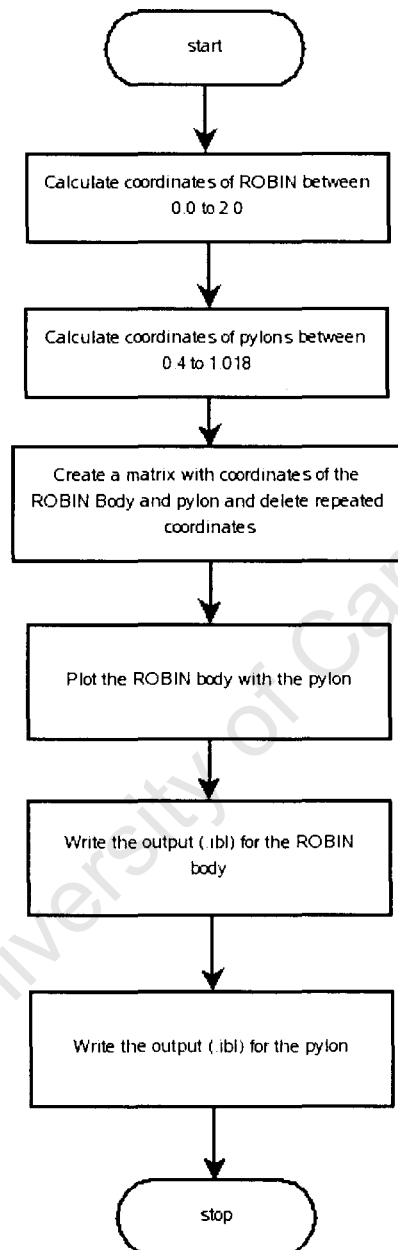 start
Calculate coordinates of ROBIN between
0.0 to 2.0
Calculate coordinates of pylons between
0.4 to 1.018
Create a matrix with coordinates of the
ROBIN Body and pylon and delete repeated
coordinates
Plot the ROBIN body with the pylon
Write the output (.ibl) for the ROBIN
body
Write the output (.ibl) for the pylon
stop